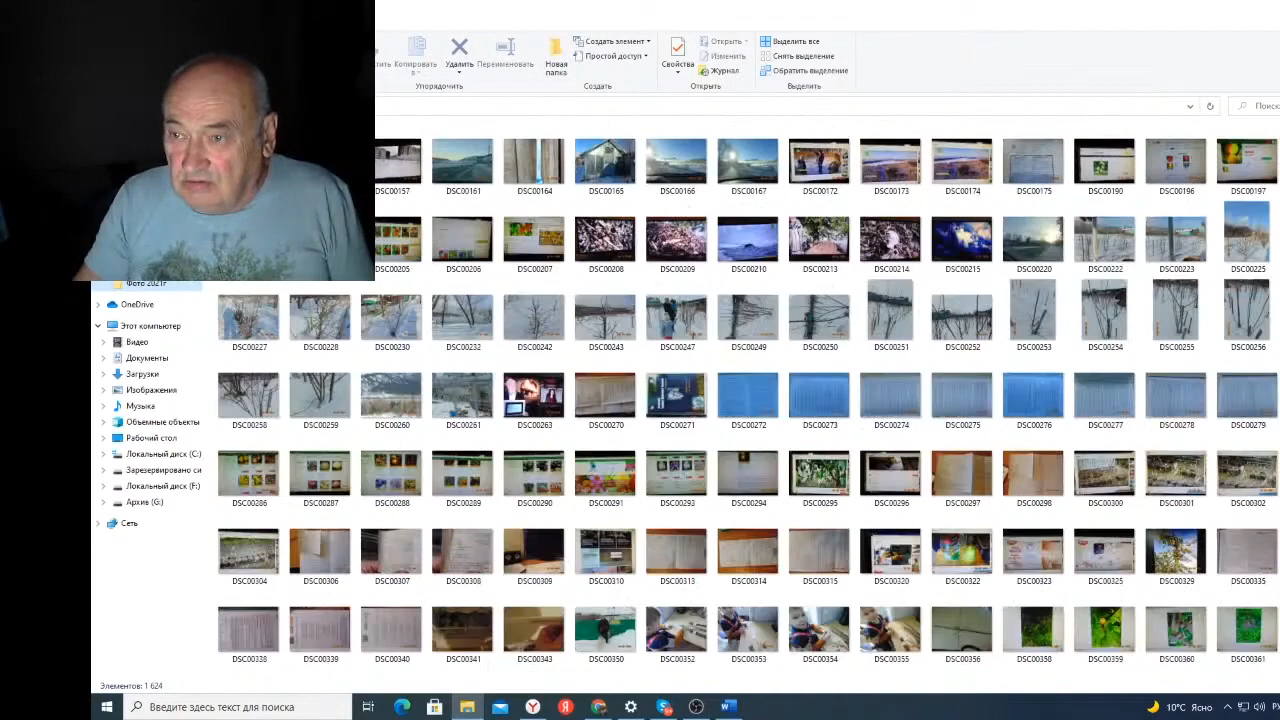 Создать элемент
Открыть
Выделить все
Простой доступ
Изменить
Снять выделение
Копировать в
Удалить
Переименовать
Новая папка
Свойства
Журнал
Обратить выделение
Упорядочить
Создать
Открыть
Выделить
DSC00157 DSC00161 DSC00164 DSC00165 DSC00166 DSC00167 DSC00172 DSC00173 DSC00174 DSC00175 DSC00190 DSC00196 DSC00197
DSC00205 DSC00206 DSC00207 DSC00208 DSC00209 DSC00210 DSC00213 DSC00214 DSC00215 DSC00220 DSC00222 DSC00223 DSC00225
Фото 2021г
OneDrive
Этот компьютер
Видео
Документы
Загрузки
Изображения
Музыка
Объемные объекты
Рабочий стол
Локальный диск (C:)
Зарезервировано си
Локальный диск (F:)
Архив (G:)
Сеть
DSC00227 DSC00228 DSC00230 DSC00232 DSC00242 DSC00243 DSC00247 DSC00249 DSC00250 DSC00251 DSC00252 DSC00253 DSC00254 DSC00255 DSC00256
DSC00258 DSC00259 DSC00260 DSC00261 DSC00263 DSC00270 DSC00271 DSC00272 DSC00273 DSC00274 DSC00275 DSC00276 DSC00277 DSC00278 DSC00279
DSC00286 DSC00287 DSC00288 DSC00289 DSC00290 DSC00291 DSC00293 DSC00294 DSC00295 DSC00296 DSC00297 DSC00298 DSC00300 DSC00301 DSC00302
DSC00304 DSC00306 DSC00307 DSC00308 DSC00309 DSC00310 DSC00313 DSC00314 DSC00315 DSC00320 DSC00322 DSC00323 DSC00325 DSC00329 DSC00335
DSC00338 DSC00339 DSC00340 DSC00341 DSC00343 DSC00350 DSC00352 DSC00353 DSC00354 DSC00355 DSC00356 DSC00358 DSC00359 DSC00360 DSC00361
Элементов: 1 624
Введите здесь текст для поиска
10°C Ясно